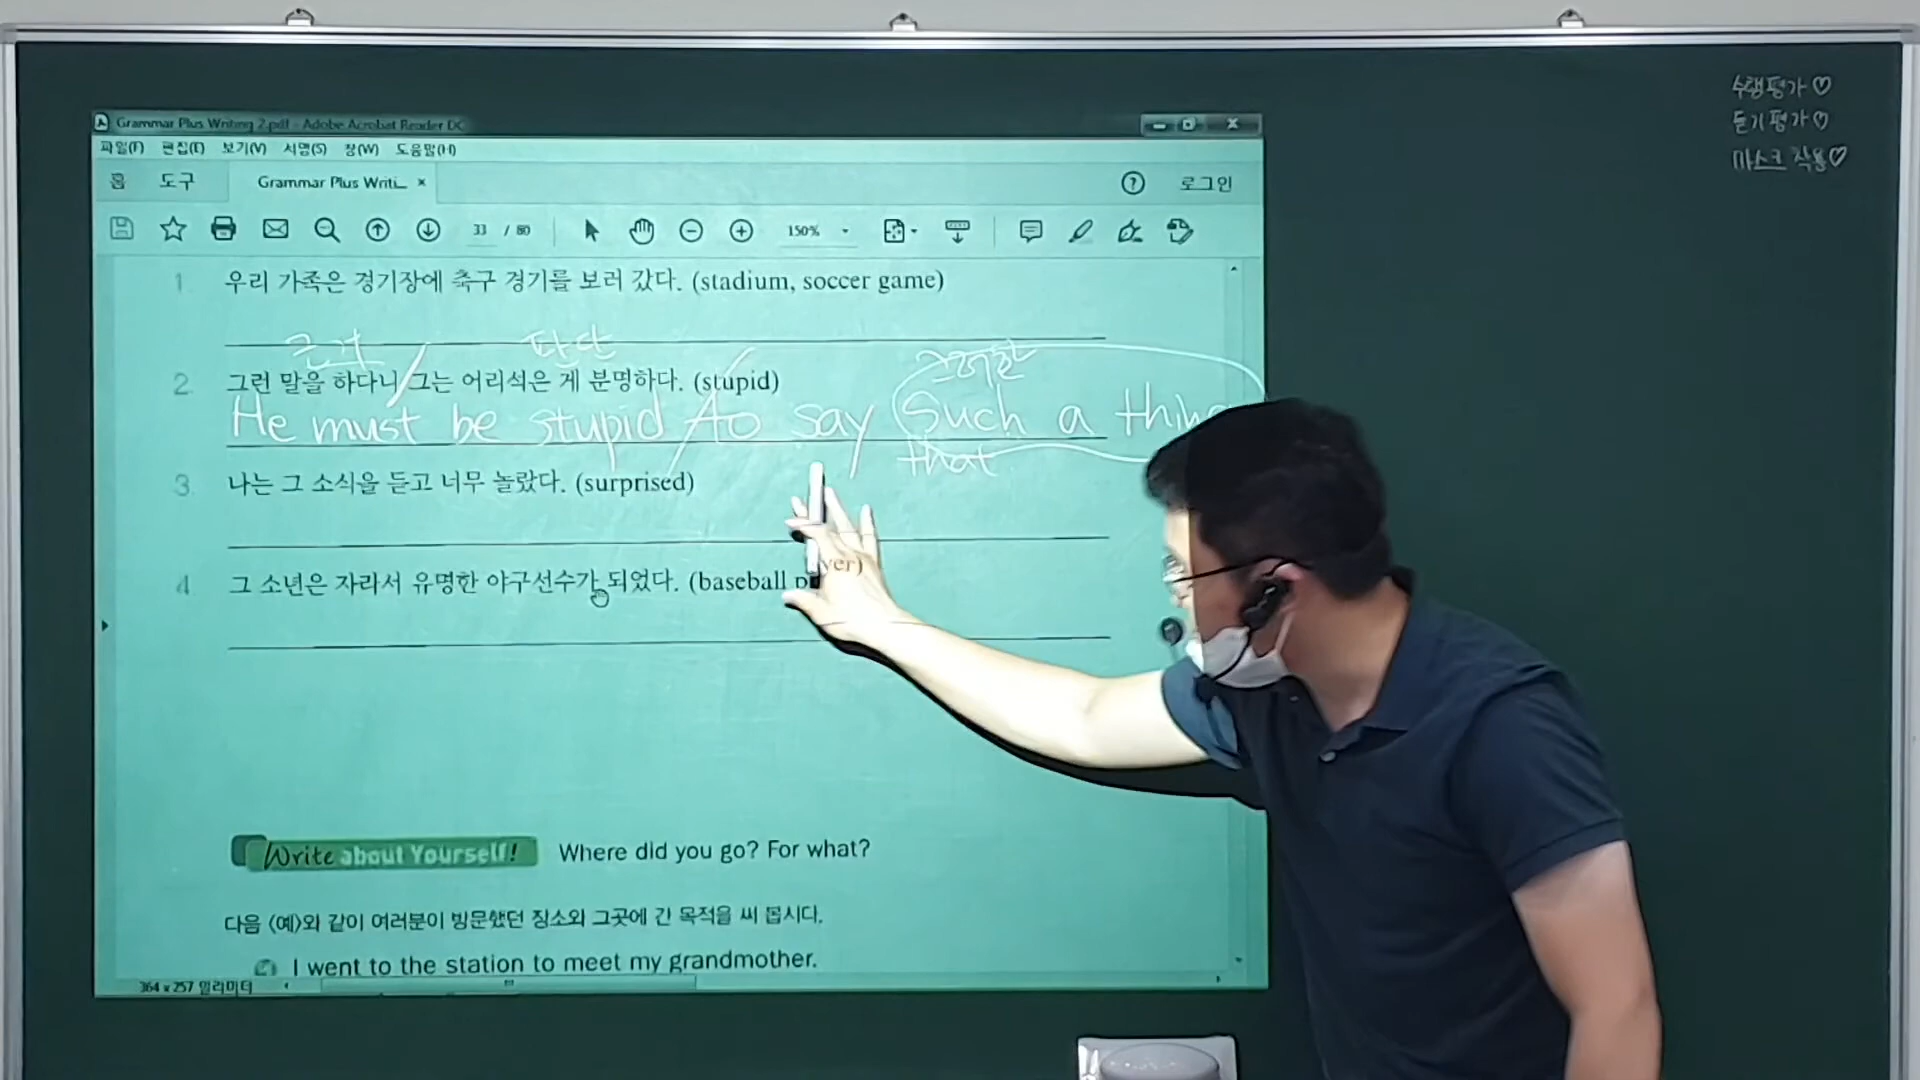 수행평가♡
듣기평가♡
마스크 착용♡
Grammar Plus Writing 2.pdf - Adobe Acrobat Reader DC
파일(F) 편집(E) 보기(V) 서명(S) 창(W) 도움말(H)
홈 도구 Grammar Plus Writi... × ? 로그인
33 / 80 150%
1 우리 가족은 경기장에 축구 경기를 보러 갔다. (stadium, soccer game)
근거 판단 그러한
2 그런 말을 하다니 그는 어리석은 게 분명하다. (stupid)
He must be stupid to say such a thing
that
3 나는 그 소식을 듣고 너무 놀랐다. (surprised)
4 그 소년은 자라서 유명한 야구선수가 되었다. (baseball player)
Write about Yourself! Where did you go? For what?
다음 〈예〉와 같이 여러분이 방문했던 장소와 그곳에 간 목적을 써 봅시다.
예 I went to the station to meet my grandmother.
364 x 257 밀리미터